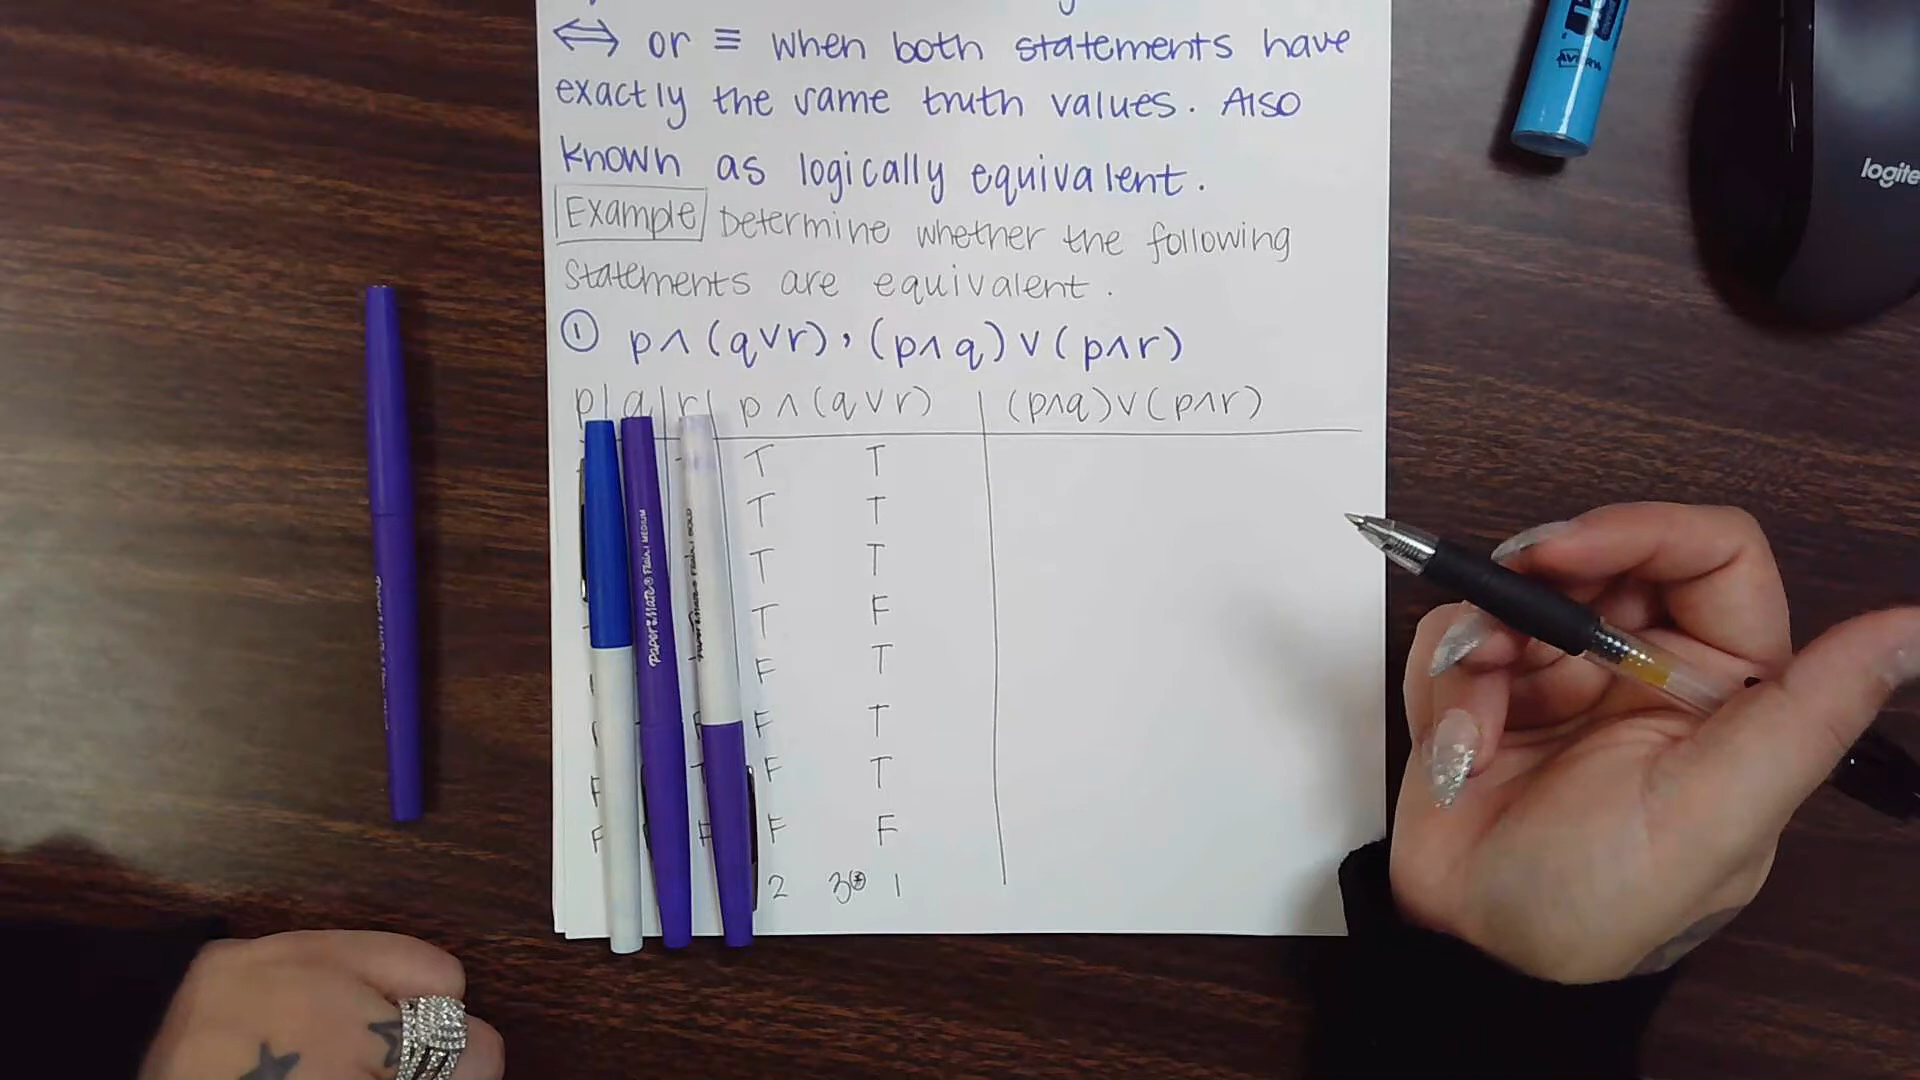 ⟺ or ≡ when both statements have
exactly the same truth values. Also
known as logically equivalent.
Example Determine whether the following
statements are equivalent.
① p∧(q∨r), (p∧q)∨(p∧r)
p | q | r | p∧(q∨r) | (p∧q)∨(p∧r)
T T
T T
T T
T F
F T
F F T
F T F T
F F F F
2 3* 1
Paper:Mate Flair MEDIUM
AVERY
logite